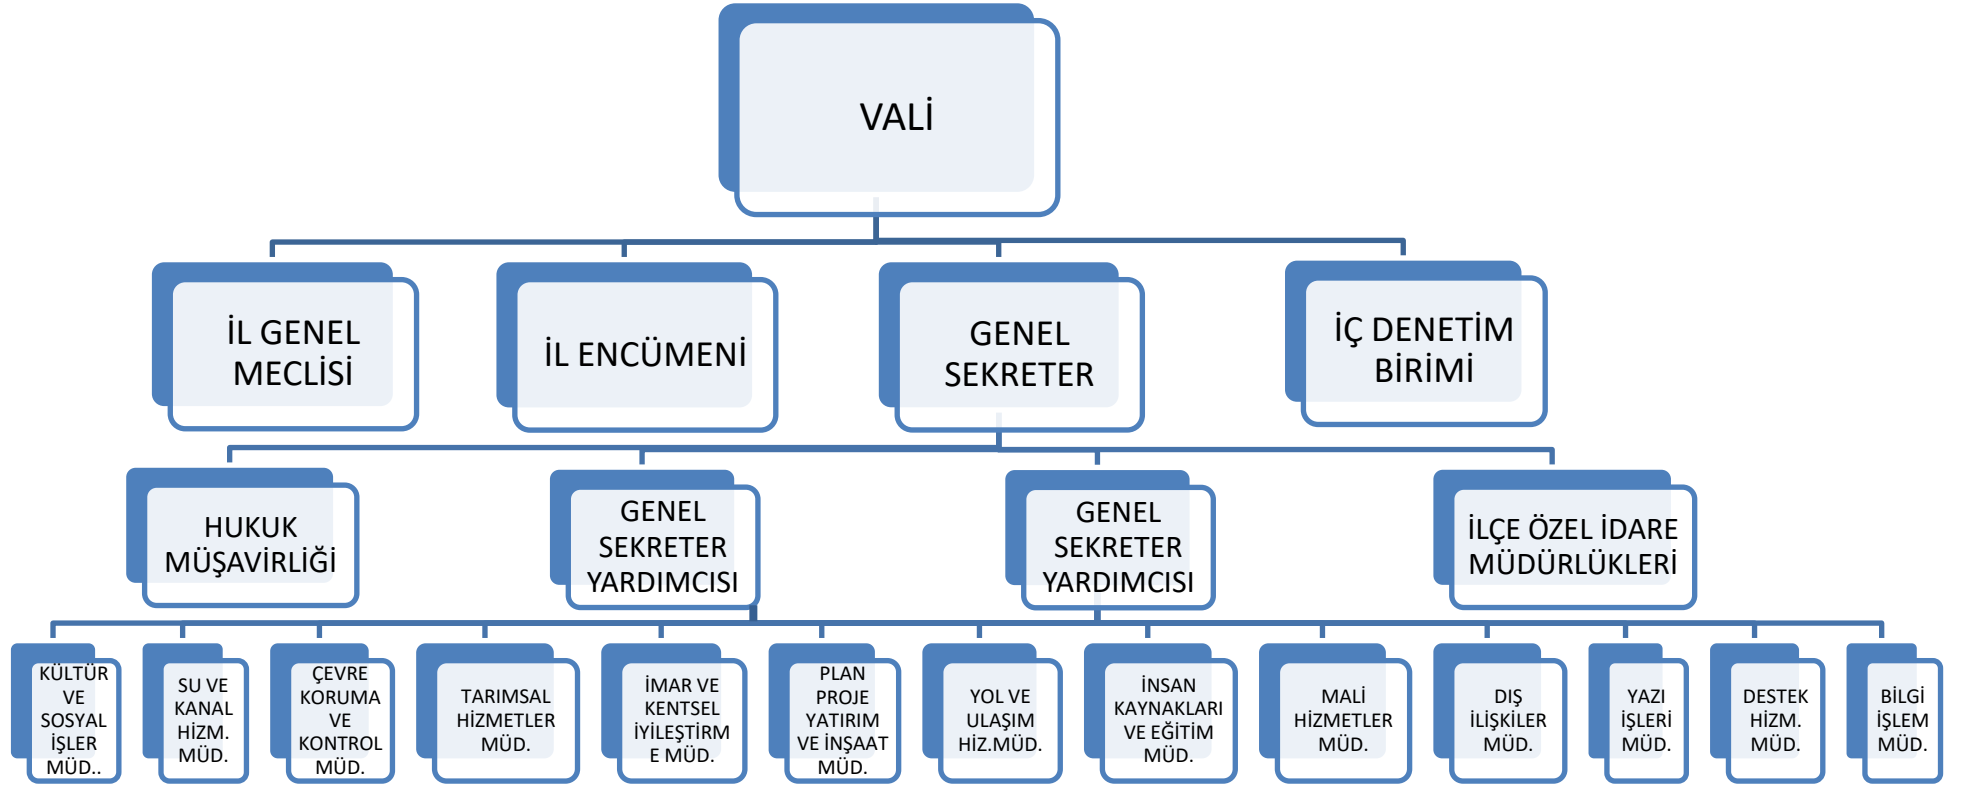 VALİ
İL GENEL
MECLİSİ
İL ENCÜMENİ
GENEL
SEKRETER
İÇ DENETİM
BİRİMİ
HUKUK
MÜŞAVİRLİĞİ
GENEL
SEKRETER
YARDIMCISI
GENEL
SEKRETER
YARDIMCISI
İLÇE ÖZEL İDARE
MÜDÜRLÜKLERİ
KÜLTÜR
VE
SOSYAL
İŞLER
MÜD..
SU VE
KANAL
HİZM.
MÜD.
ÇEVRE
KORUMA
VE
KONTROL
MÜD.
TARIMSAL
HİZMETLER
MÜD.
İMAR VE
KENTSEL
İYİLEŞTİRM
E MÜD.
PLAN
PROJE
YATIRIM
VE İNŞAAT
MÜD.
YOL VE
ULAŞIM
HİZ.MÜD.
İNSAN
KAYNAKLARI
VE EĞİTİM
MÜD.
MALİ
HİZMETLER
MÜD.
DIŞ
İLİŞKİLER
MÜD.
YAZI
İŞLERİ
MÜD.
DESTEK
HİZM.
MÜD.
BİLGİ
İŞLEM
MÜD.